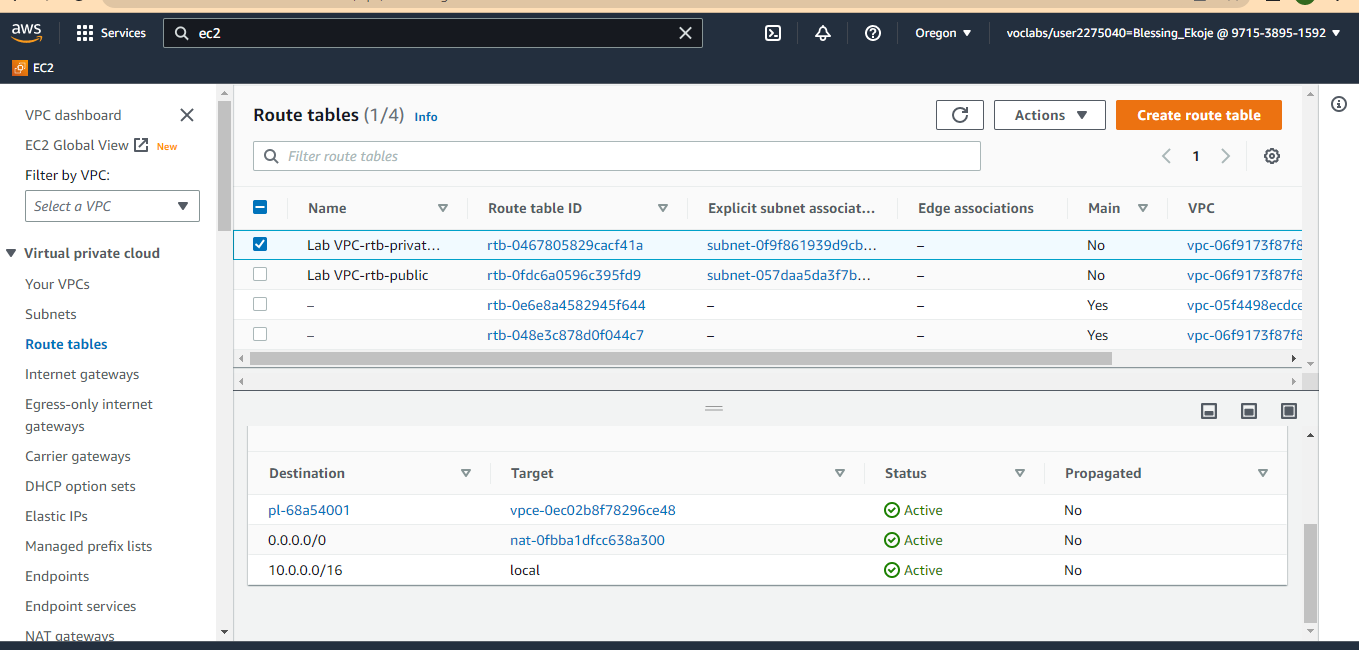 aws
Services
ec2
Oregon
voclabs/user2275040=Blessing_Ekoje @ 9715-3895-1592
EC2
VPC dashboard
EC2 Global View
New
Filter by VPC:
Select a VPC
Virtual private cloud
Your VPCs
Subnets
Route tables
Internet gateways
Egress-only internet
gateways
Carrier gateways
DHCP option sets
Elastic IPs
Managed prefix lists
Endpoints
Endpoint services
NAT gateways
Route tables (1/4) Info
Actions
Create route table
Filter route tables
1
Name Route table ID Explicit subnet associat... Edge associations Main VPC
Lab VPC-rtb-privat... rtb-0467805829cacf41a subnet-0f9f861939d9cb... – No vpc-06f9173f87f8
Lab VPC-rtb-public rtb-0fdc6a0596c395fd9 subnet-057daa5da3f7b... – No vpc-06f9173f87f8
– rtb-0e6e8a4582945f644 – – Yes vpc-05f4498ecdce
– rtb-048e3c878d0f044c7 – – Yes vpc-06f9173f87f8
Destination Target Status Propagated
pl-68a54001 vpce-0ec02b8f78296ce48 Active No
0.0.0.0/0 nat-0fbba1dfcc638a300 Active No
10.0.0.0/16 local Active No